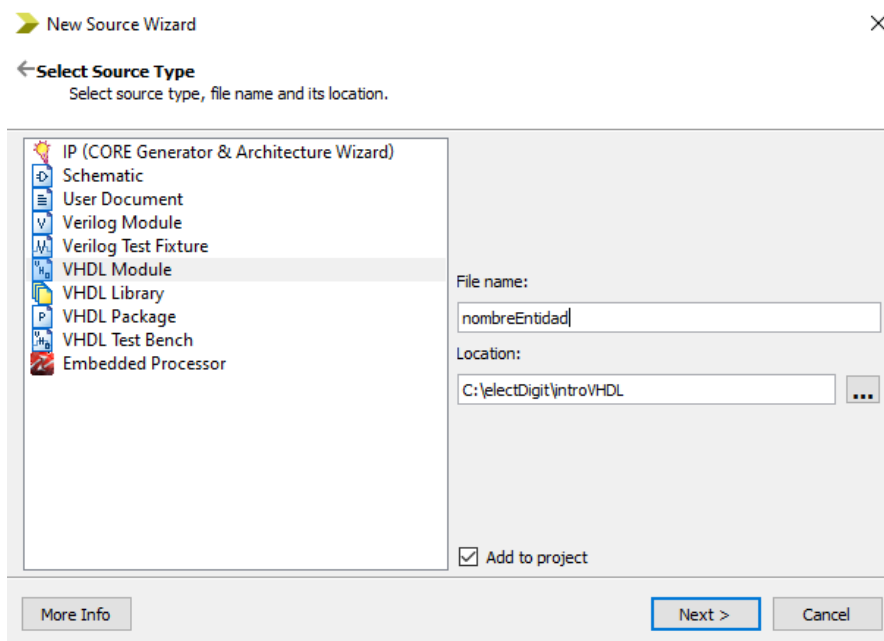 New Source Wizard
Select Source Type
Select source type, file name and its location.
IP (CORE Generator & Architecture Wizard)
Schematic
User Document
Verilog Module
Verilog Test Fixture
VHDL Module
VHDL Library
VHDL Package
VHDL Test Bench
Embedded Processor
File name:
nombreEntidad
Location:
C:\electDigit\introVHDL
...
Add to project
More Info
Next >
Cancel